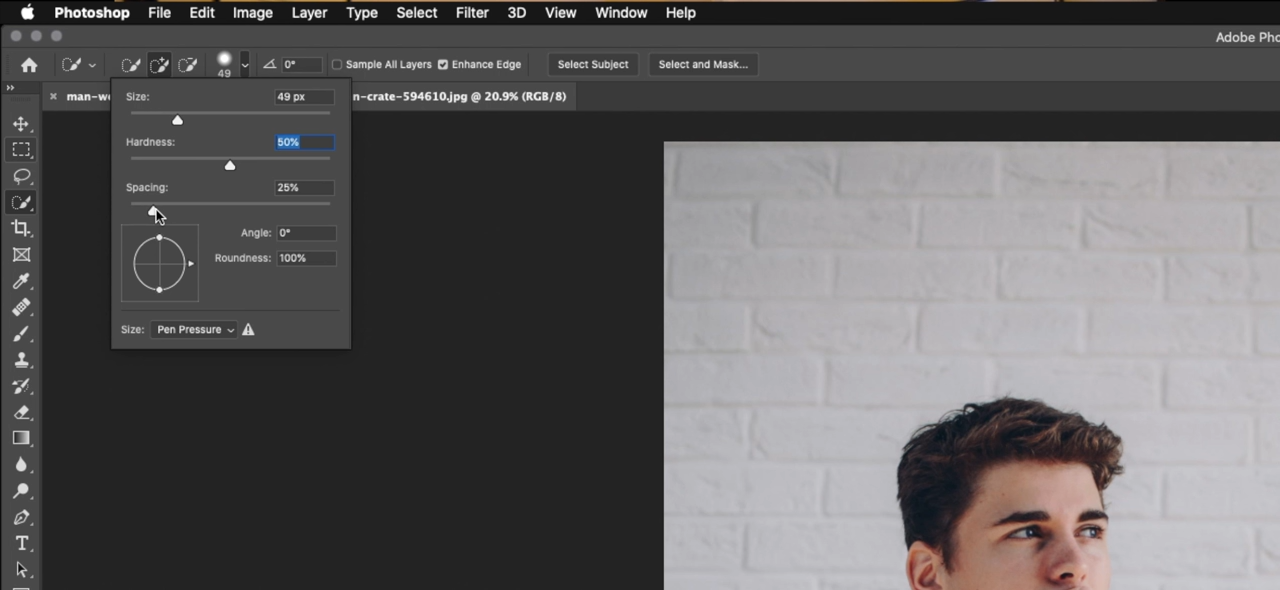 Photoshop File Edit Image Layer Type Select Filter 3D View Window Help
Adobe Pho
49 0° Sample All Layers Enhance Edge Select Subject Select and Mask...
man-we n-crate-594610.jpg @ 20.9% (RGB/8)
Size: 49 px
Hardness: 50%
Spacing: 25%
Angle: 0°
Roundness: 100%
Size: Pen Pressure